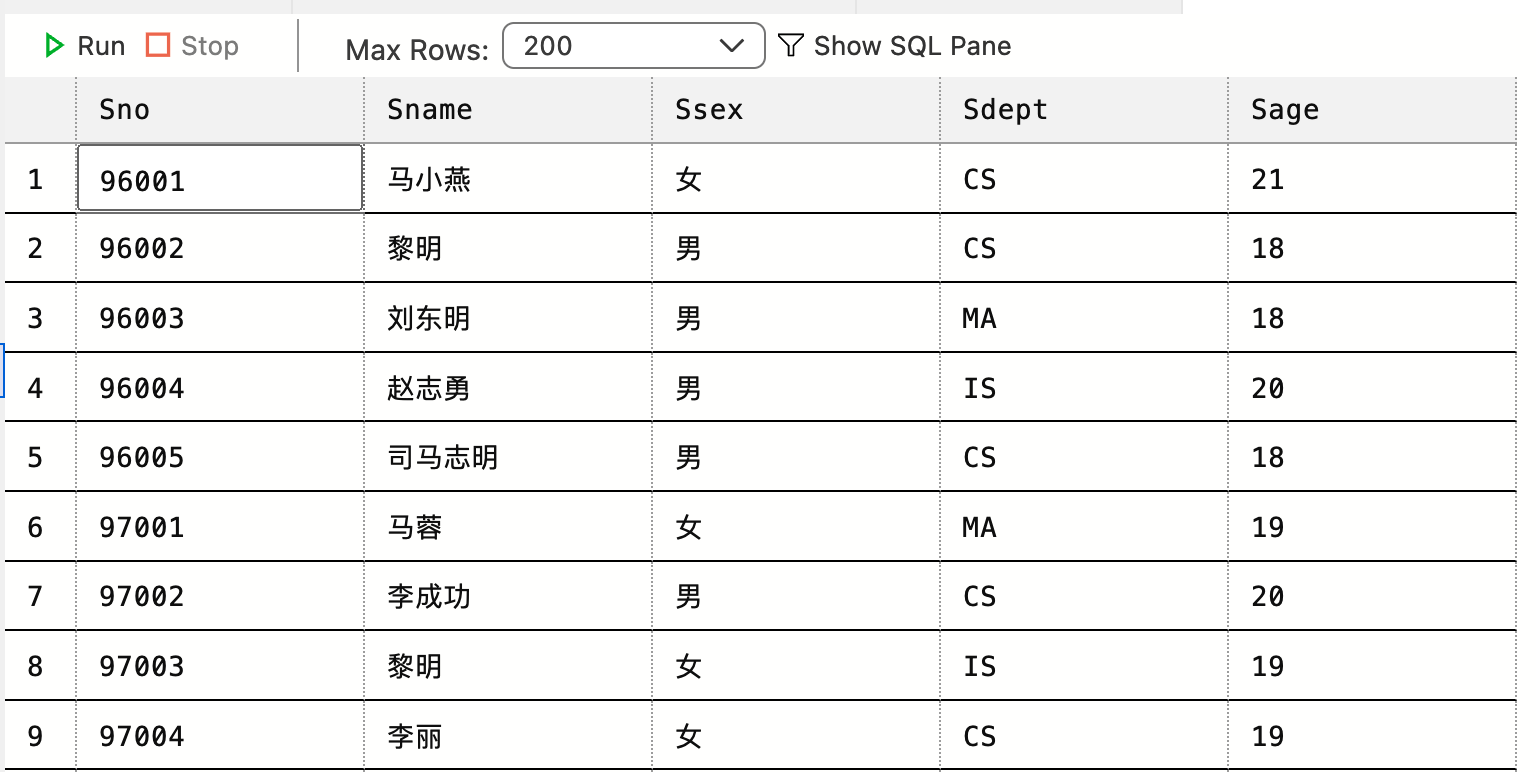 Run Stop Max Rows: 200 Show SQL Pane
Sno Sname Ssex Sdept Sage
1 96001 马小燕 女 CS 21
2 96002 黎明 男 CS 18
3 96003 刘东明 男 MA 18
4 96004 赵志勇 男 IS 20
5 96005 司马志明 男 CS 18
6 97001 马蓉 女 MA 19
7 97002 李成功 男 CS 20
8 97003 黎明 女 IS 19
9 97004 李丽 女 CS 19